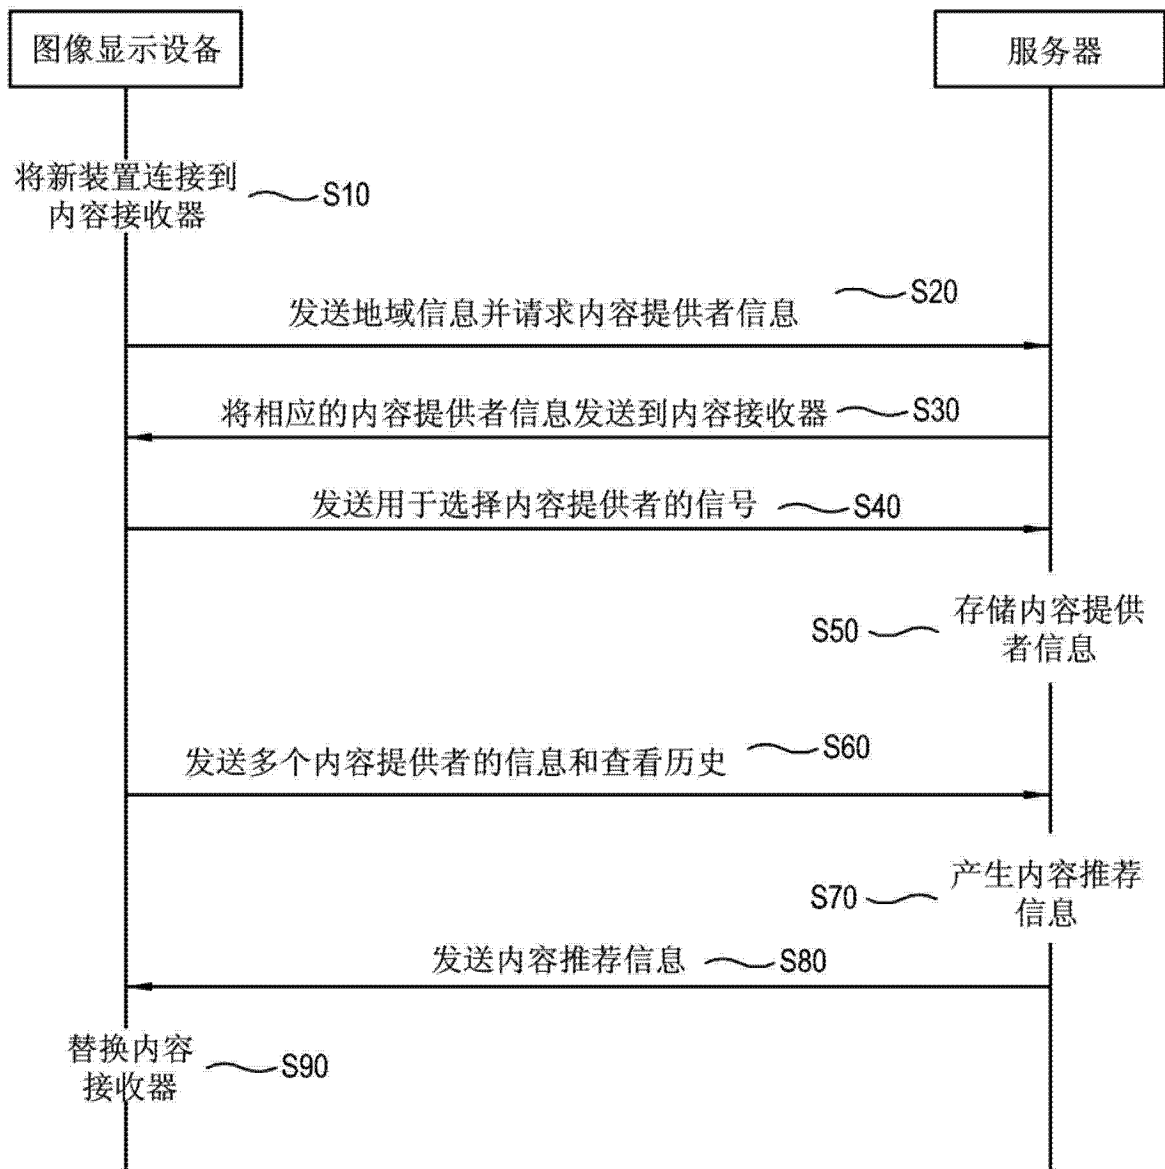 图像显示设备
服务器
将新装置连接到
内容接收器
S10
发送地域信息并请求内容提供者信息
S20
将相应的内容提供者信息发送到内容接收器
S30
发送用于选择内容提供者的信号
S40
S50
存储内容提供
者信息
发送多个内容提供者的信息和查看历史
S60
S70
产生内容推荐
信息
发送内容推荐信息
S80
替换内容
接收器
S90